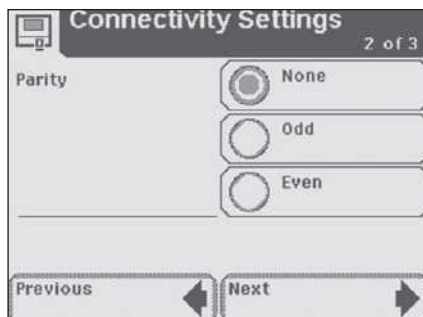 Connectivity Settings
2 of 3
Parity
None
Odd
Even
Previous
Next